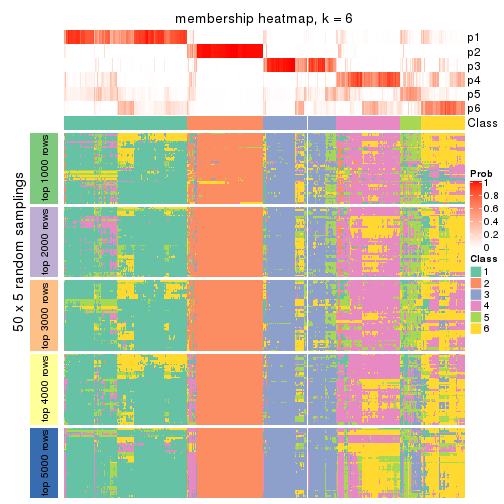 membership heatmap, k = 6
p1
p2
p3
p4
p5
p6
Class
50 x 5 random samplings
top 1000 rows
top 2000 rows
top 3000 rows
top 4000 rows
top 5000 rows
Prob
1
0.8
0.6
0.4
0.2
0
Class
1
2
3
4
5
6